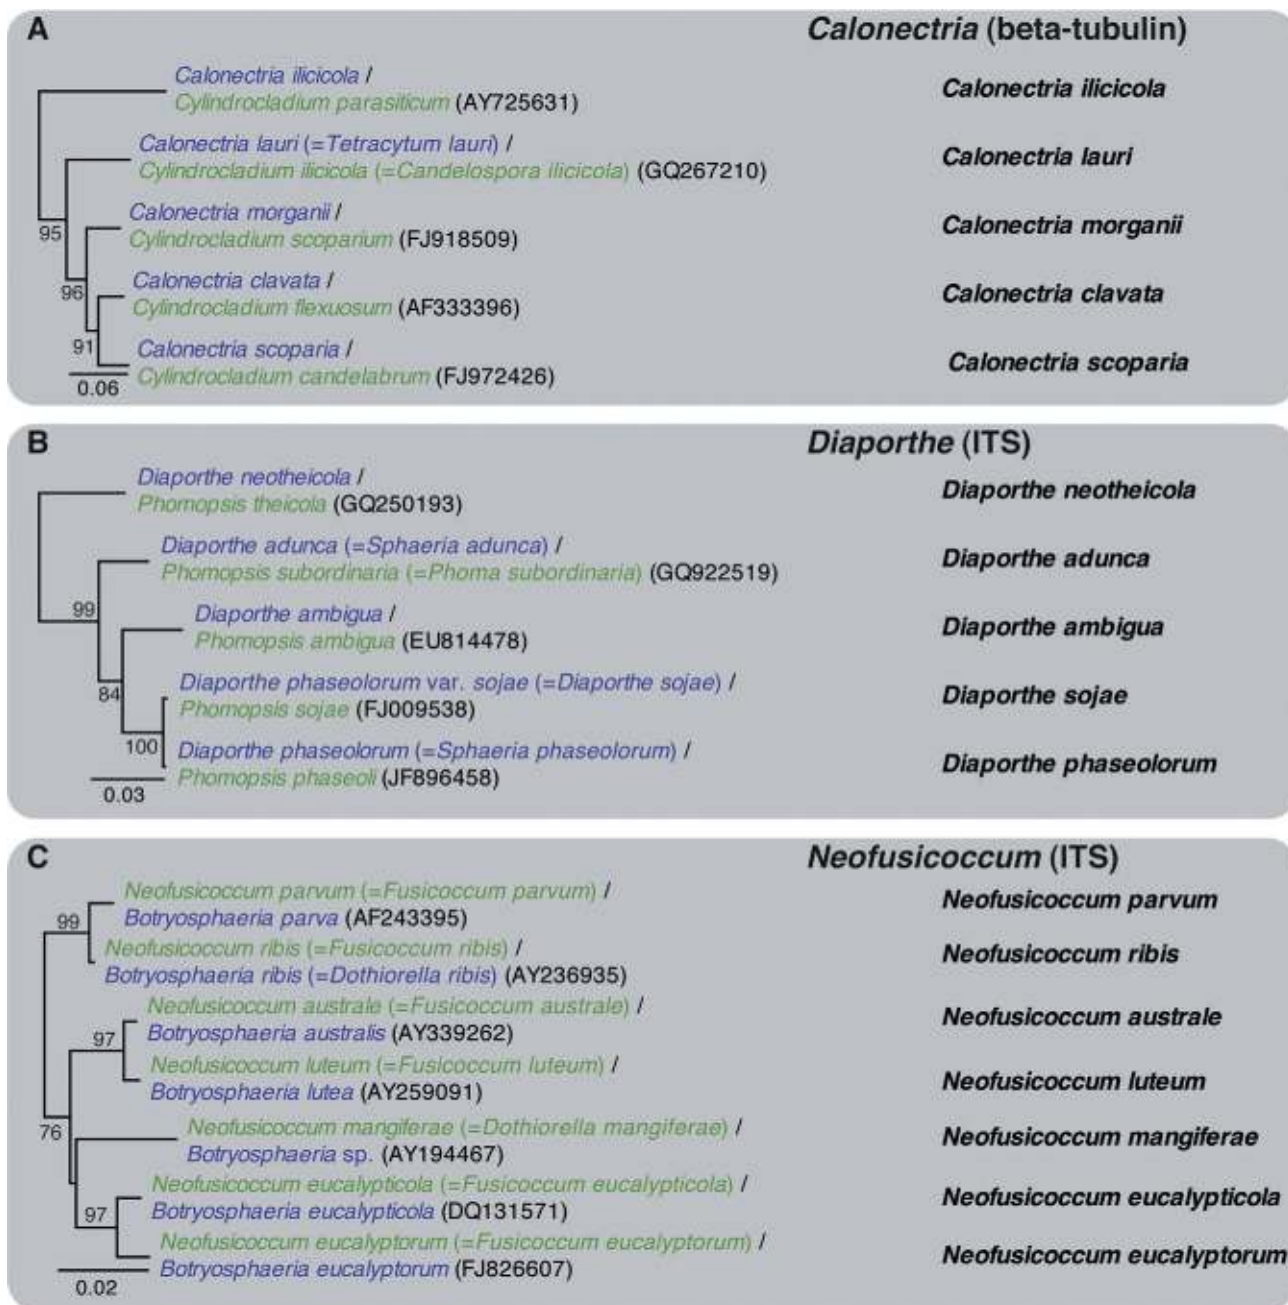 A
Calonectria (beta-tubulin)
Calonectria ilicicola /
Cylindrocladium parasiticum (AY725631)
Calonectria ilicicola
Calonectria lauri (=Tetracytum lauri) /
Cylindrocladium ilicicola (=Candelospora ilicicola) (GQ267210)
Calonectria lauri
Calonectria morganii /
Cylindrocladium scoparium (FJ918509)
Calonectria morganii
95
Calonectria clavata /
Cylindrocladium flexuosum (AF333396)
Calonectria clavata
96
Calonectria scoparia /
Cylindrocladium candelabrum (FJ972426)
Calonectria scoparia
91
0.06
B
Diaporthe (ITS)
Diaporthe neotheicola /
Phomopsis theicola (GQ250193)
Diaporthe neotheicola
Diaporthe adunca (=Sphaeria adunca) /
Phomopsis subordinaria (=Phoma subordinaria) (GQ922519)
Diaporthe adunca
99
Diaporthe ambigua /
Phomopsis ambigua (EU814478)
Diaporthe ambigua
84
Diaporthe phaseolorum var. sojae (=Diaporthe sojae) /
Phomopsis sojae (FJ009538)
Diaporthe sojae
100
Diaporthe phaseolorum (=Sphaeria phaseolorum) /
Phomopsis phaseoli (JF896458)
Diaporthe phaseolorum
0.03
C
Neofusicoccum (ITS)
Neofusicoccum parvum (=Fusicoccum parvum) /
Botryosphaeria parva (AF243395)
Neofusicoccum parvum
99
Neofusicoccum ribis (=Fusicoccum ribis) /
Botryosphaeria ribis (=Dothiorella ribis) (AY236935)
Neofusicoccum ribis
Neofusicoccum australe (=Fusicoccum australe) /
Botryosphaeria australis (AY339262)
Neofusicoccum australe
97
Neofusicoccum luteum (=Fusicoccum luteum) /
Botryosphaeria lutea (AY259091)
Neofusicoccum luteum
76
Neofusicoccum mangiferae (=Dothiorella mangiferae) /
Botryosphaeria sp. (AY194467)
Neofusicoccum mangiferae
Neofusicoccum eucalypticola (=Fusicoccum eucalypticola) /
Botryosphaeria eucalypticola (DQ131571)
Neofusicoccum eucalypticola
97
Neofusicoccum eucalyptorum (=Fusicoccum eucalyptorum) /
Botryosphaeria eucalyptorum (FJ826607)
Neofusicoccum eucalyptorum
0.02